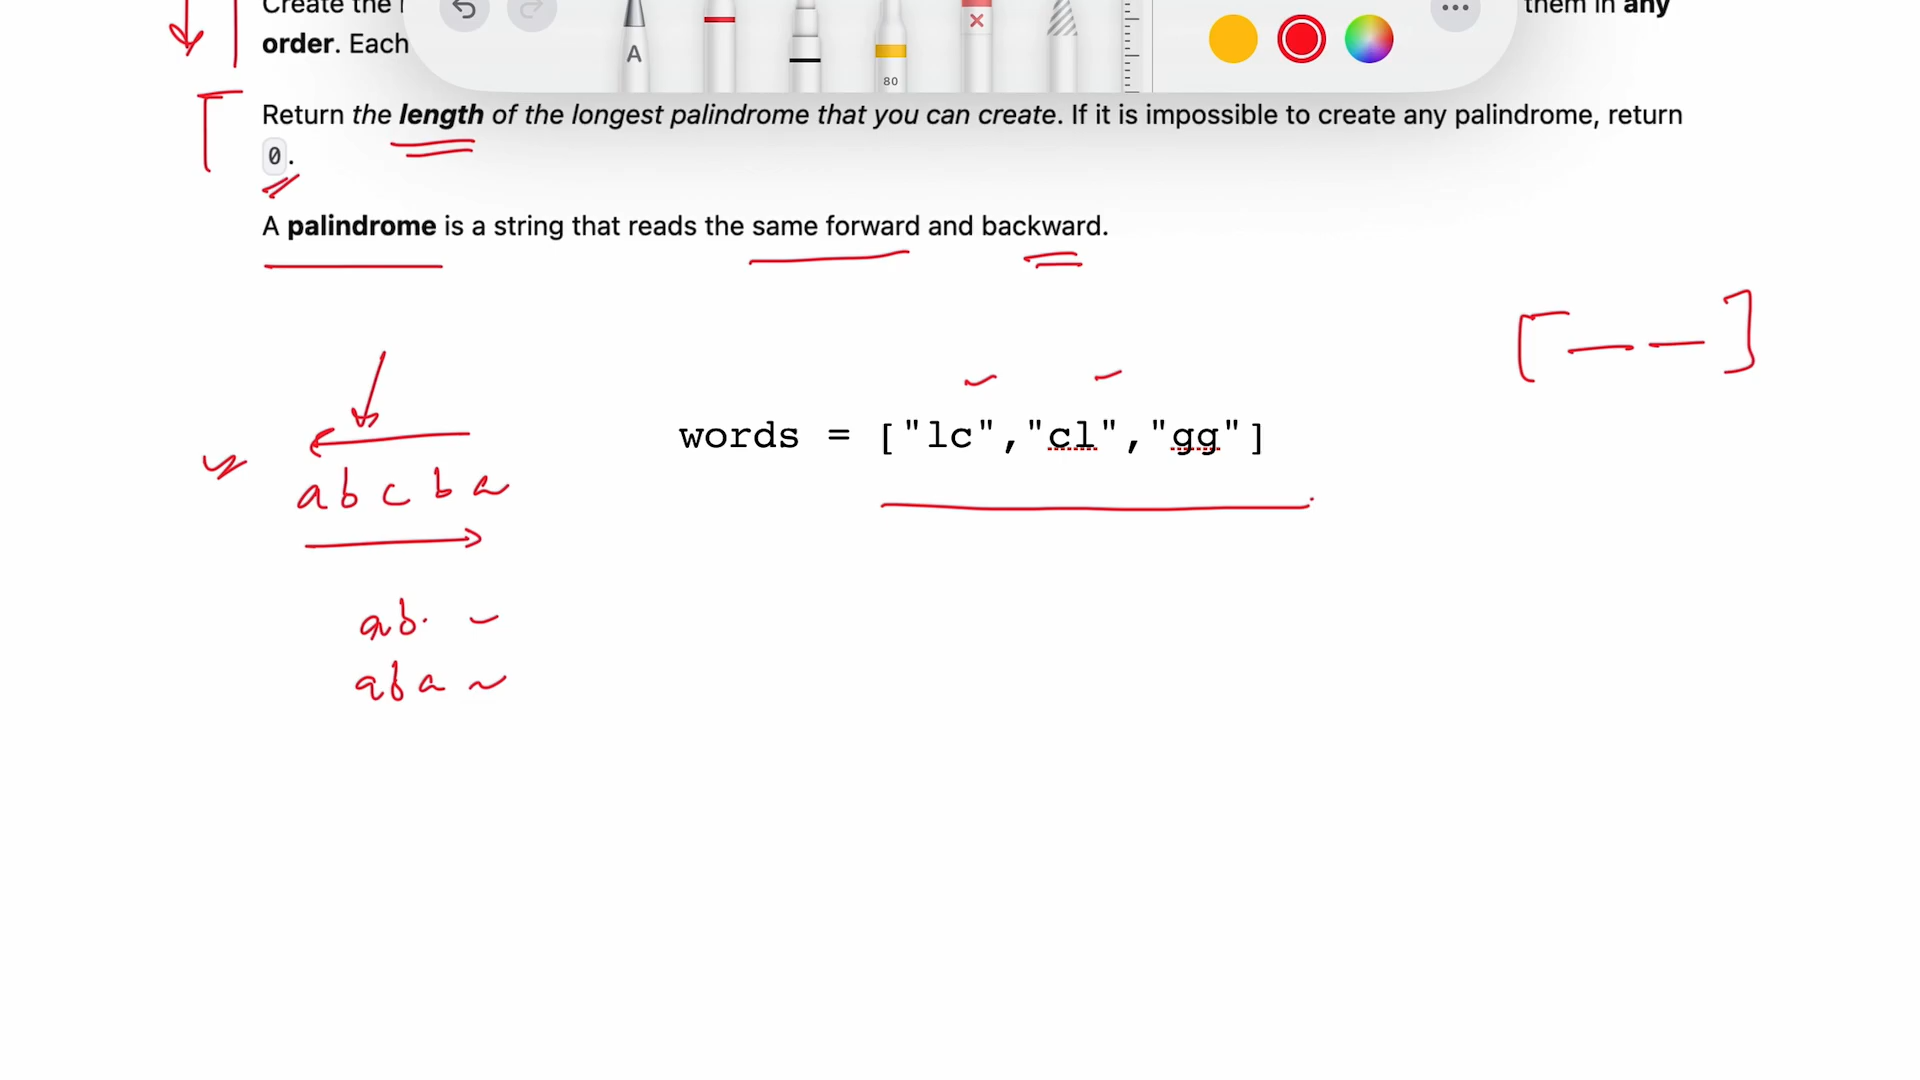 Create the
them in any
order. Each
A
80
Return the length of the longest palindrome that you can create. If it is impossible to create any palindrome, return
0.
A palindrome is a string that reads the same forward and backward.
words = ["lc","cl","gg"]
a b c b a
ab.
aba